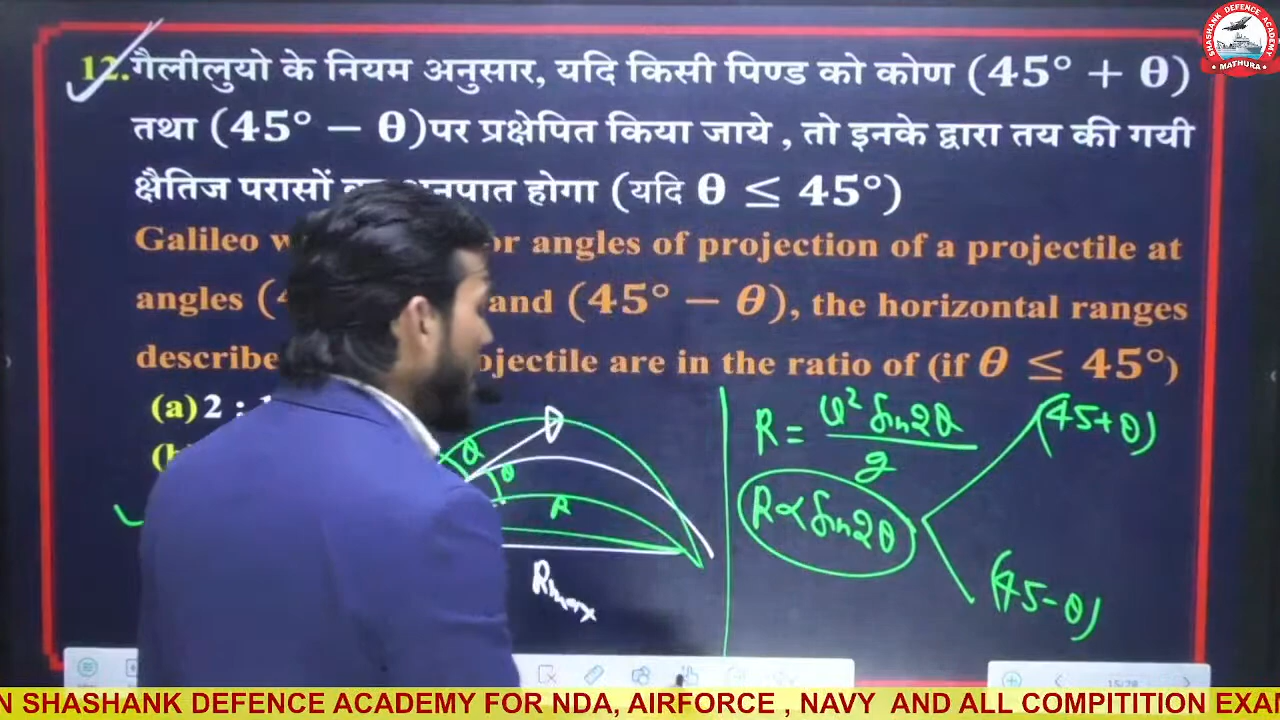 12. गैलीलुयो के नियम अनुसार, यदि किसी पिण्ड को कोण (45° + θ)
तथा (45° − θ)पर प्रक्षेपित किया जाये , तो इनके द्वारा तय की गयी
क्षैतिज परासों अनुपात होगा (यदि θ ≤ 45°)
Galileo or angles of projection of a projectile at
angles and (45° − θ), the horizontal ranges
describe ojectile are in the ratio of (if θ ≤ 45°)
(a) 2 :
θ
θ
R
Rmax
R = u² sin2θ / g
R ∝ sin2θ
(45+θ)
(45-θ)
SHASHANK DEFENCE ACADEMY
MATHURA
15/28
N SHASHANK DEFENCE ACADEMY FOR NDA, AIRFORCE , NAVY AND ALL COMPITITION EXA